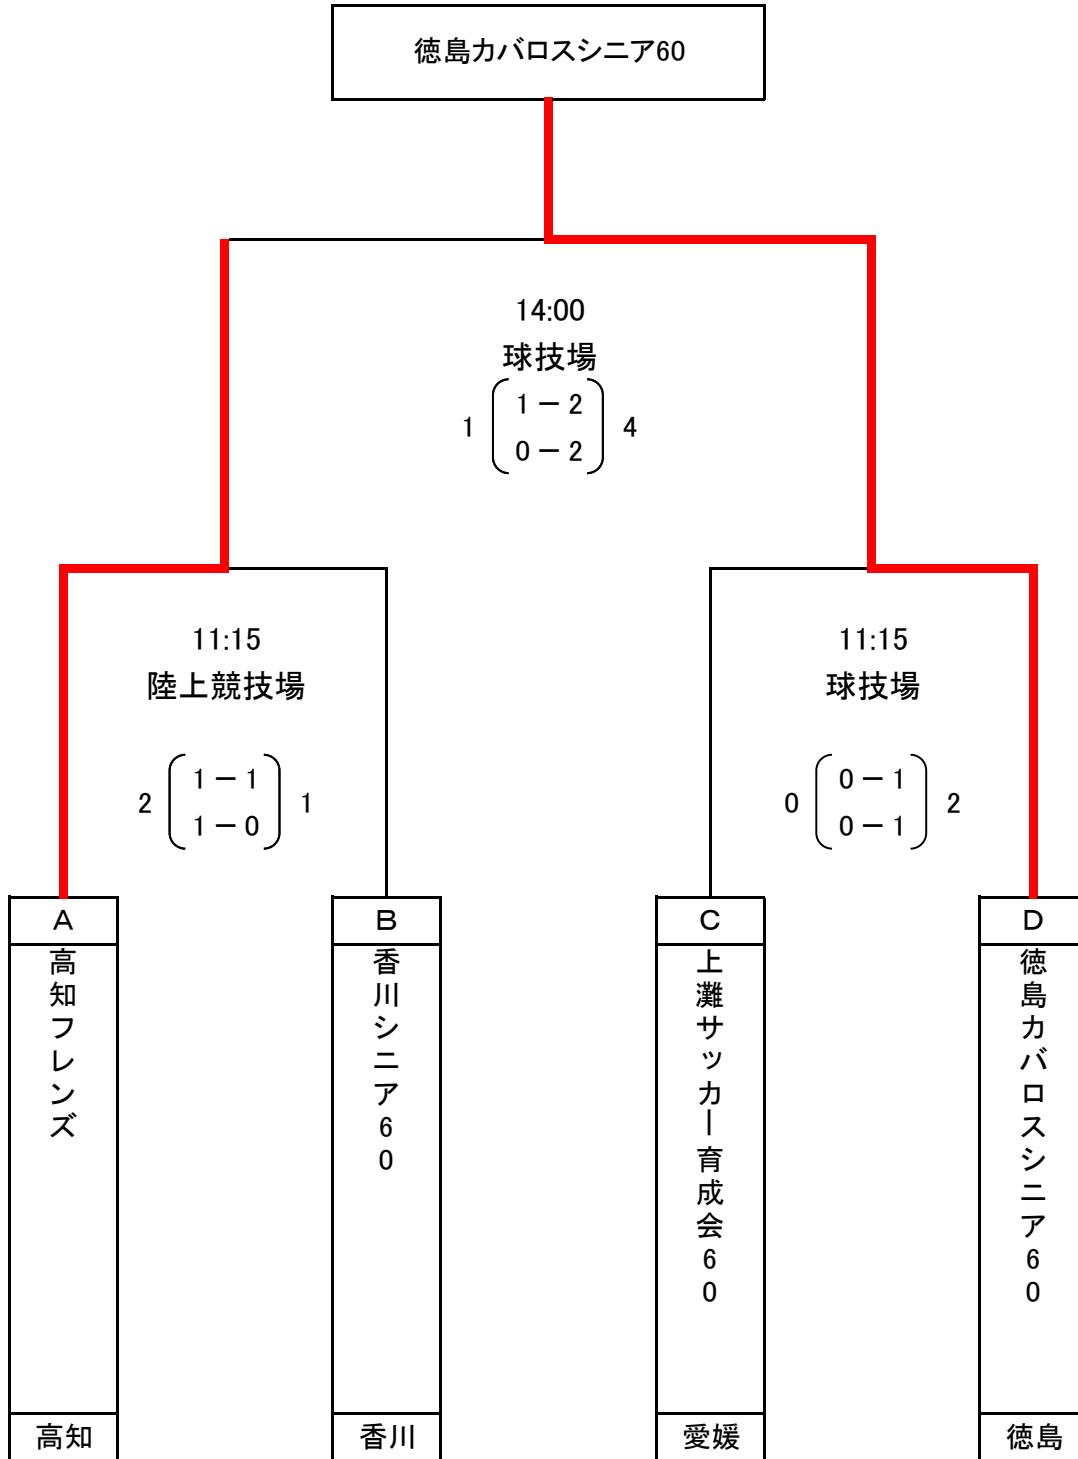 徳島カバロスシニア60
14:00
球技場
1 － 2
1 4
0 － 2
11:15
陸上競技場
1 － 1
2 1
1 － 0
11:15
球技場
0 － 1
0 2
0 － 1
A
高知フレンズ
高知
B
香川シニア60
香川
C
上灘サッカー育成会60
愛媛
D
徳島カバロスシニア60
徳島